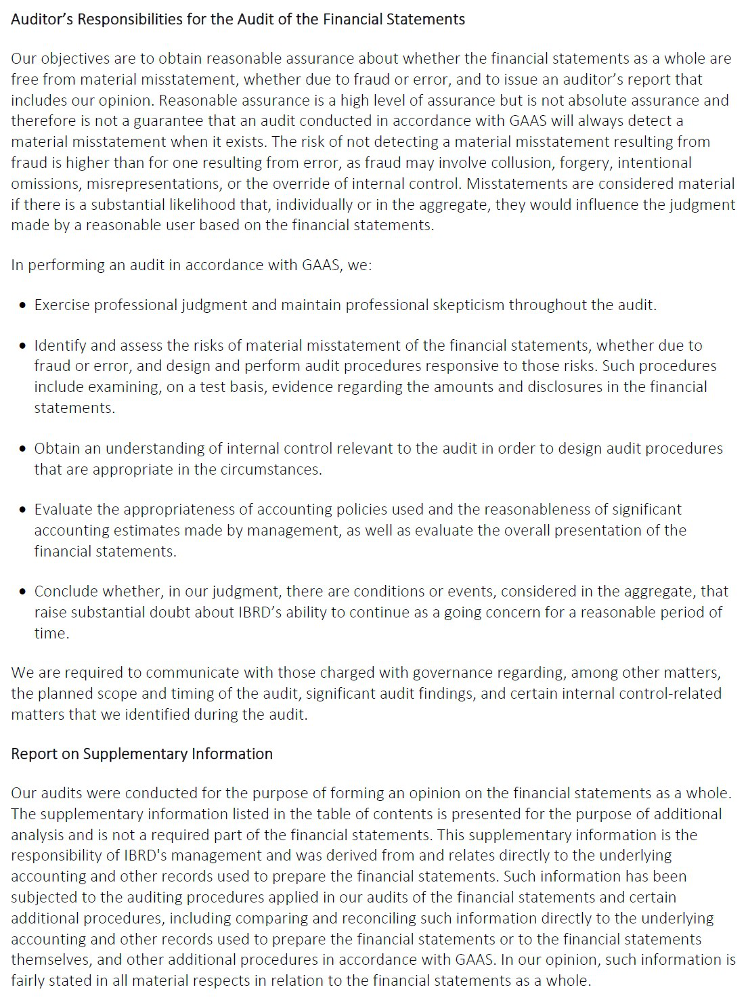 Auditor’s Responsibilities for the Audit of the Financial Statements
Our objectives are to obtain reasonable assurance about whether the financial statements as a whole are
free from material misstatement, whether due to fraud or error, and to issue an auditor’s report that
includes our opinion. Reasonable assurance is a high level of assurance but is not absolute assurance and
therefore is not a guarantee that an audit conducted in accordance with GAAS will always detect a
material misstatement when it exists. The risk of not detecting a material misstatement resulting from
fraud is higher than for one resulting from error, as fraud may involve collusion, forgery, intentional
omissions, misrepresentations, or the override of internal control. Misstatements are considered material
if there is a substantial likelihood that, individually or in the aggregate, they would influence the judgment
made by a reasonable user based on the financial statements.
In performing an audit in accordance with GAAS, we:
• Exercise professional judgment and maintain professional skepticism throughout the audit.
• Identify and assess the risks of material misstatement of the financial statements, whether due to
fraud or error, and design and perform audit procedures responsive to those risks. Such procedures
include examining, on a test basis, evidence regarding the amounts and disclosures in the financial
statements.
• Obtain an understanding of internal control relevant to the audit in order to design audit procedures
that are appropriate in the circumstances.
• Evaluate the appropriateness of accounting policies used and the reasonableness of significant
accounting estimates made by management, as well as evaluate the overall presentation of the
financial statements.
• Conclude whether, in our judgment, there are conditions or events, considered in the aggregate, that
raise substantial doubt about IBRD’s ability to continue as a going concern for a reasonable period of
time.
We are required to communicate with those charged with governance regarding, among other matters,
the planned scope and timing of the audit, significant audit findings, and certain internal control-related
matters that we identified during the audit.
Report on Supplementary Information
Our audits were conducted for the purpose of forming an opinion on the financial statements as a whole.
The supplementary information listed in the table of contents is presented for the purpose of additional
analysis and is not a required part of the financial statements. This supplementary information is the
responsibility of IBRD's management and was derived from and relates directly to the underlying
accounting and other records used to prepare the financial statements. Such information has been
subjected to the auditing procedures applied in our audits of the financial statements and certain
additional procedures, including comparing and reconciling such information directly to the underlying
accounting and other records used to prepare the financial statements or to the financial statements
themselves, and other additional procedures in accordance with GAAS. In our opinion, such information is
fairly stated in all material respects in relation to the financial statements as a whole.